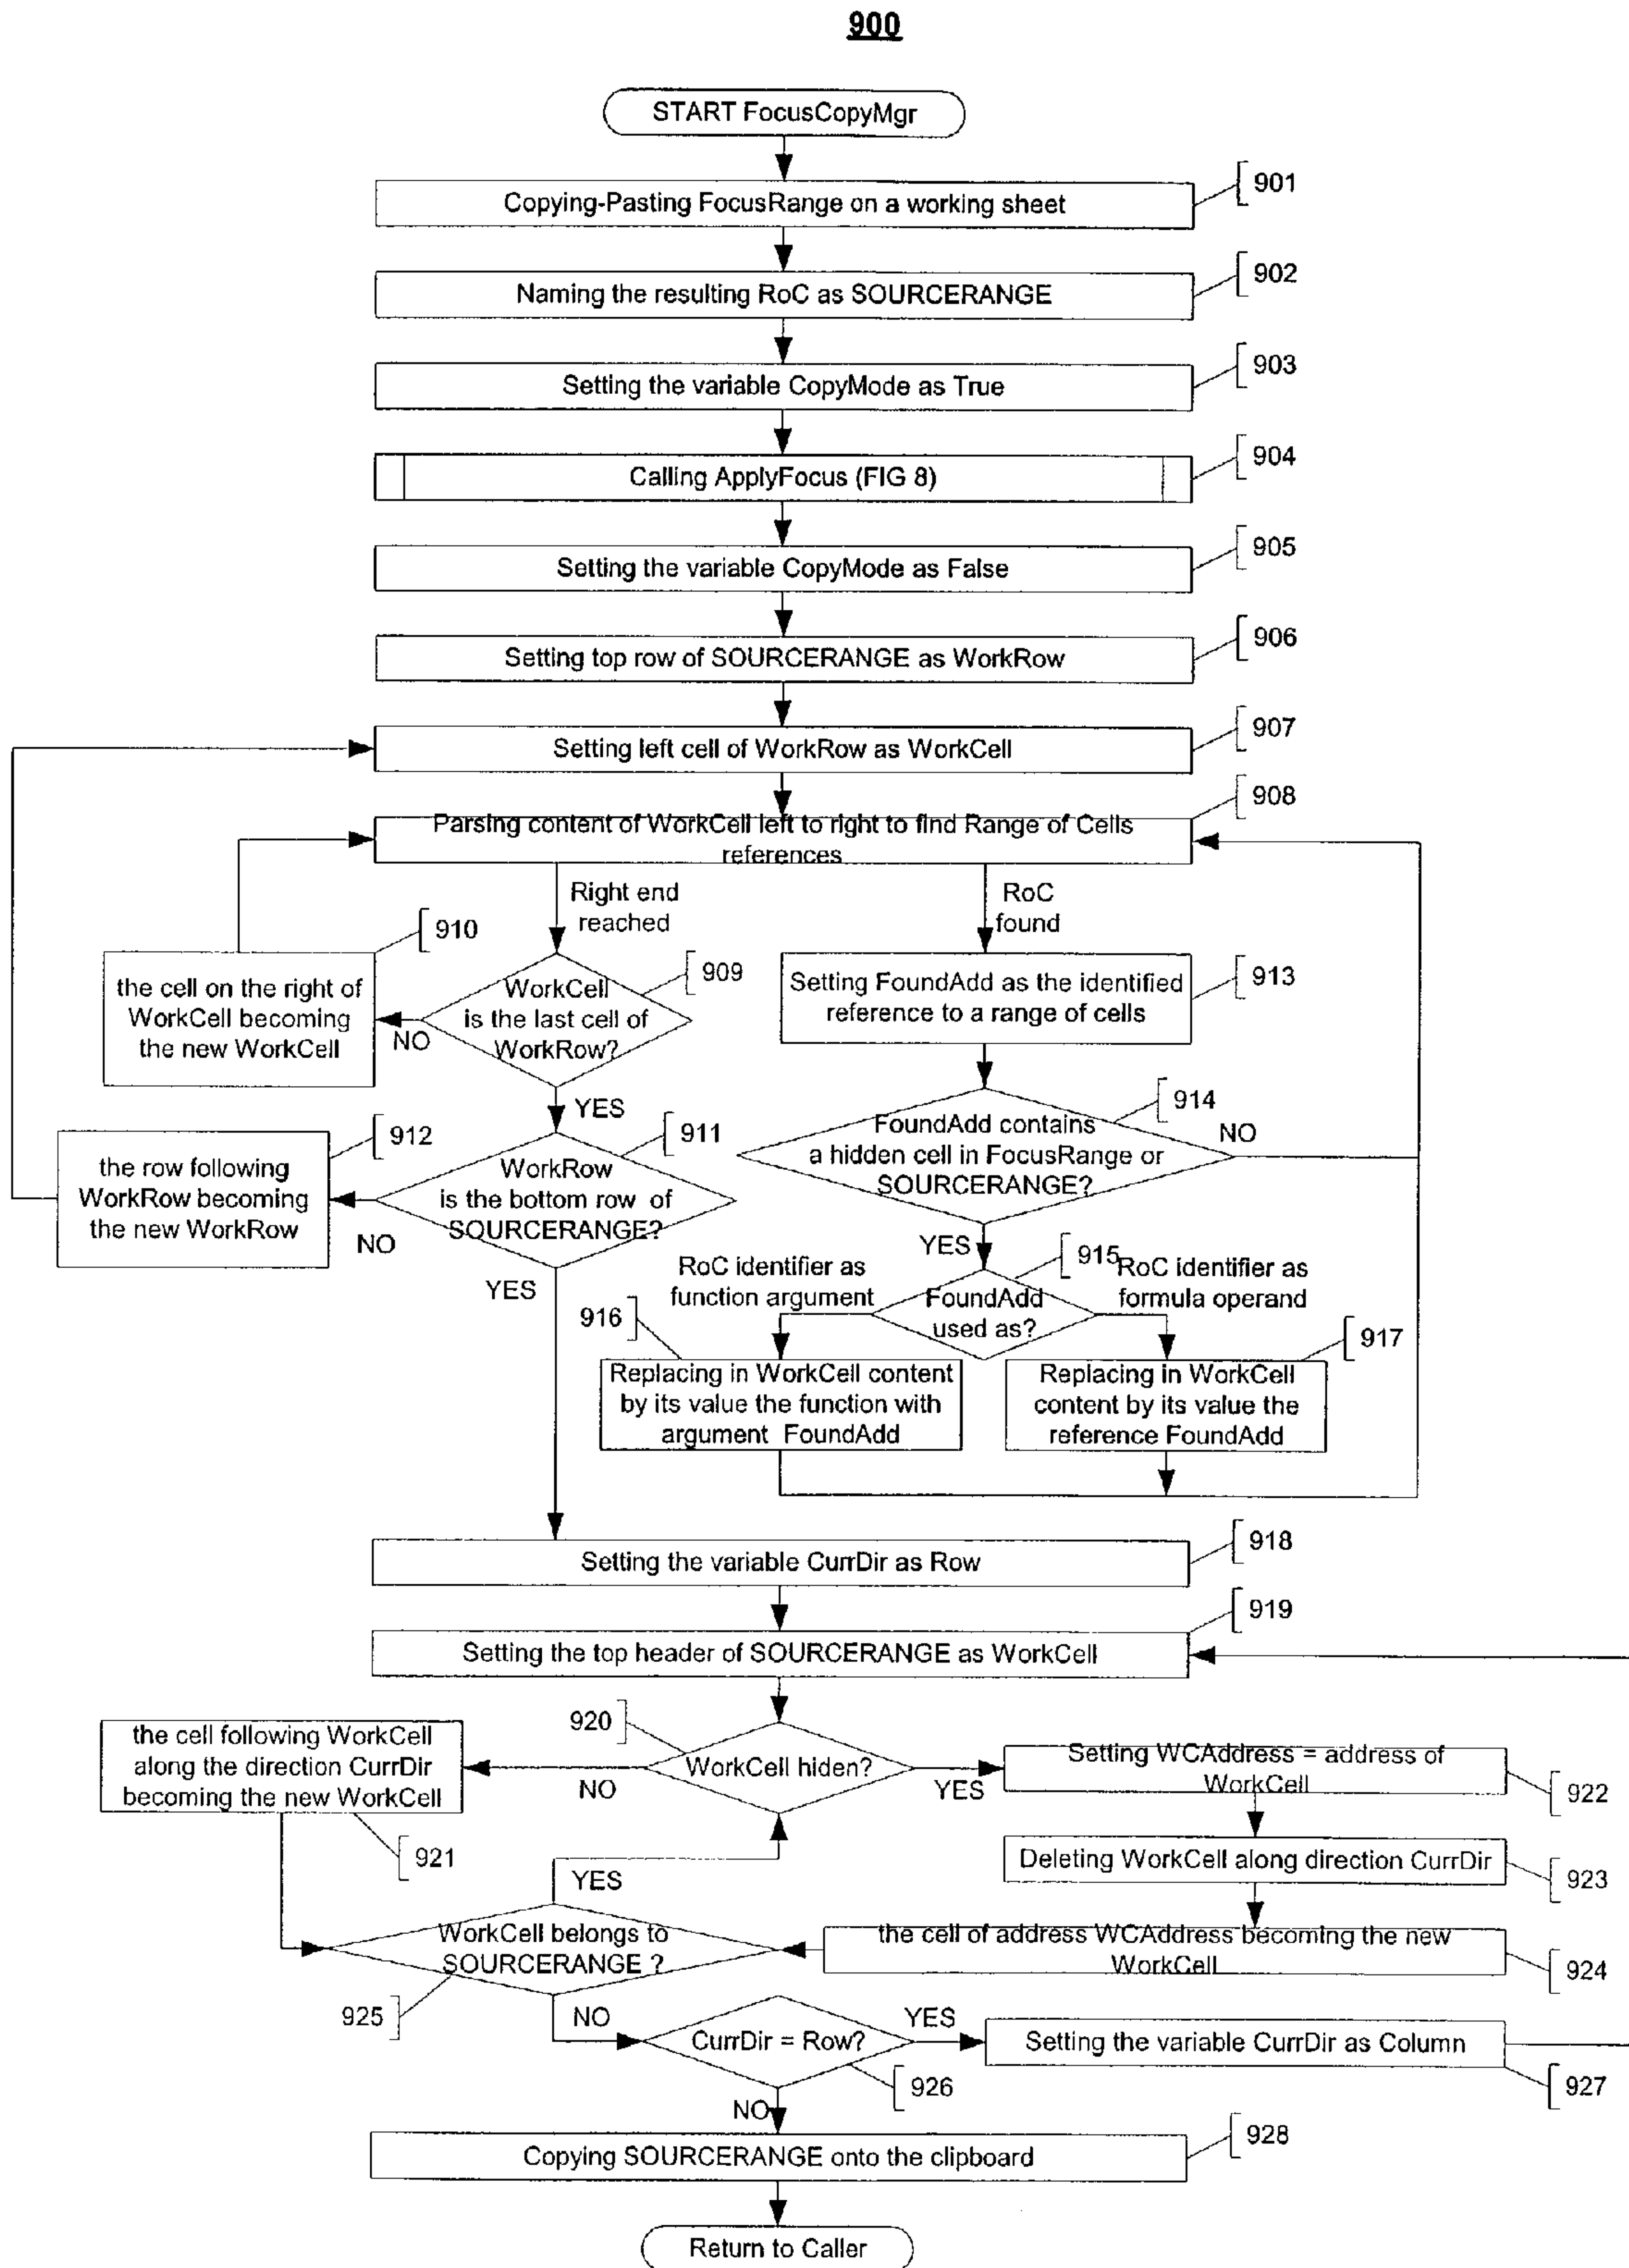 900
START FocusCopyMgr
901
Copying-Pasting FocusRange on a working sheet
902
Naming the resulting RoC as SOURCERANGE
903
Setting the variable CopyMode as True
904
Calling ApplyFocus (FIG 8)
905
Setting the variable CopyMode as False
906
Setting top row of SOURCERANGE as WorkRow
907
Setting left cell of WorkRow as WorkCell
908
Parsing content of WorkCell left to right to find Range of Cells
references
Right end
reached
RoC
found
910
the cell on the right of
WorkCell becoming
the new WorkCell
909
WorkCell
is the last cell of
WorkRow?
NO
YES
913
Setting FoundAdd as the identified
reference to a range of cells
914
FoundAdd contains
a hidden cell in FocusRange or
SOURCERANGE?
NO
YES
912
the row following
WorkRow becoming
the new WorkRow
911
WorkRow
is the bottom row of
SOURCERANGE?
NO
YES
915
RoC identifier as
function argument
FoundAdd
used as?
RoC identifier as
formula operand
916
Replacing in WorkCell content
by its value the function with
argument FoundAdd
917
Replacing in WorkCell
content by its value the
reference FoundAdd
918
Setting the variable CurrDir as Row
919
Setting the top header of SOURCERANGE as WorkCell
920
WorkCell hiden?
NO
YES
the cell following WorkCell
along the direction CurrDir
becoming the new WorkCell
921
Setting WCAddress = address of
WorkCell
922
Deleting WorkCell along direction CurrDir
923
the cell of address WCAddress becoming the new
WorkCell
924
YES
WorkCell belongs to
SOURCERANGE ?
925
NO
CurrDir = Row?
926
YES
Setting the variable CurrDir as Column
927
NO
928
Copying SOURCERANGE onto the clipboard
Return to Caller